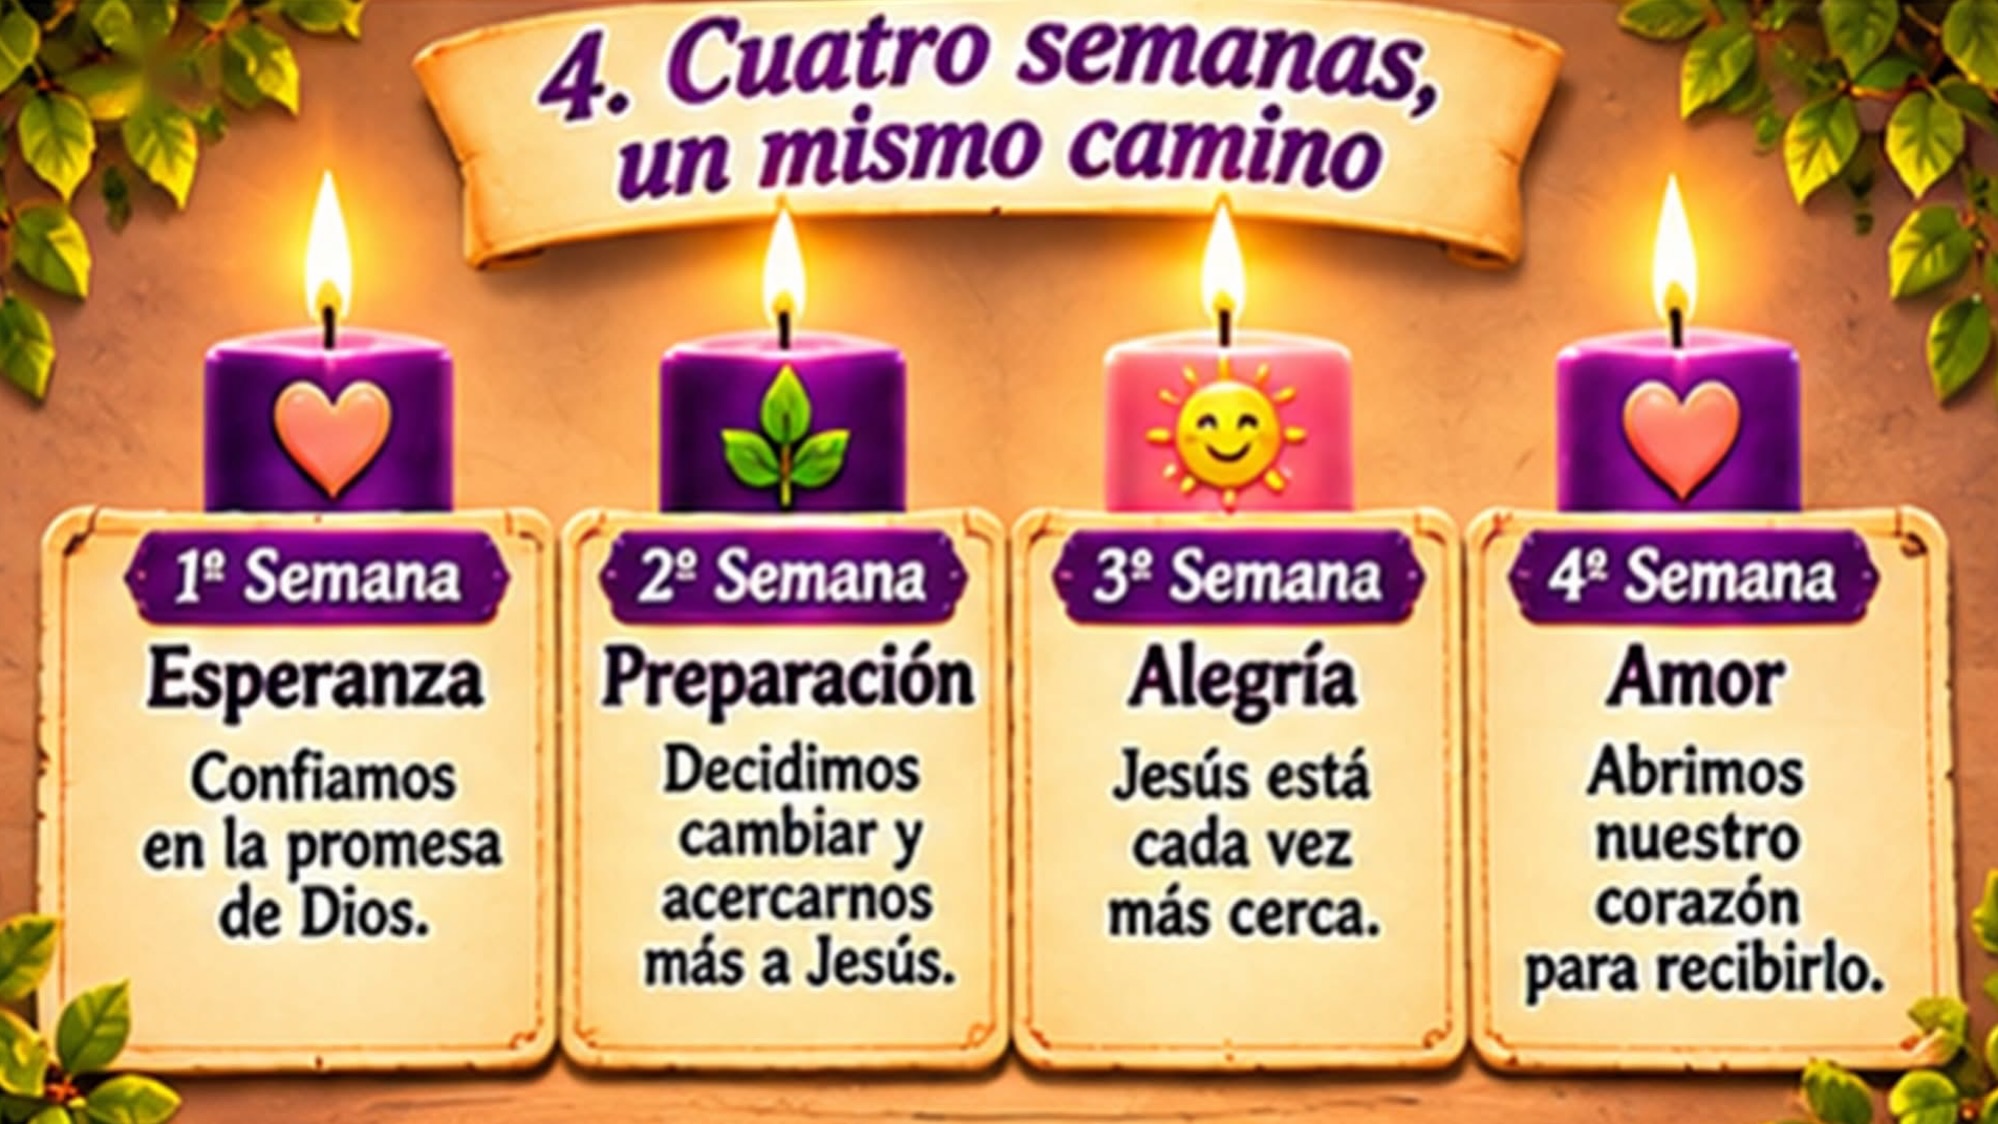 4. Cuatro semanas,
un mismo camino
1º Semana
Esperanza
Confiamos
en la promesa
de Dios.
2º Semana
Preparación
Decidimos
cambiar y
acercarnos
más a Jesús.
3º Semana
Alegría
Jesús está
cada vez
más cerca.
4º Semana
Amor
Abrimos
nuestro
corazón
para recibirlo.